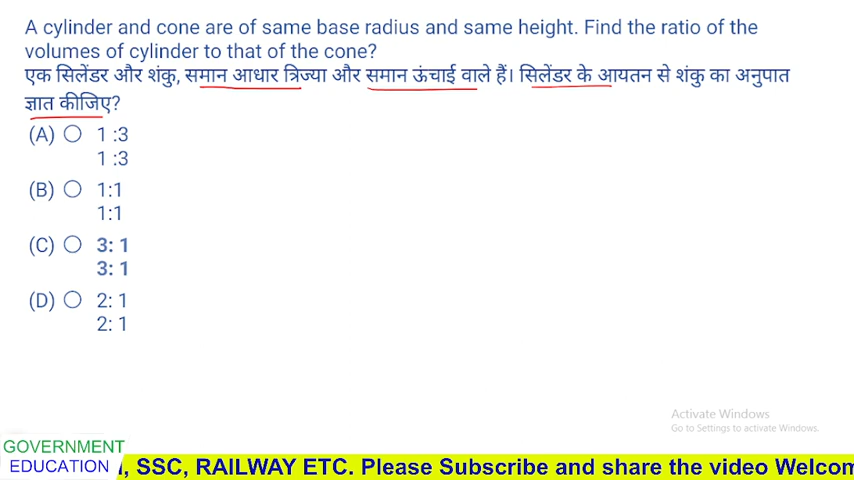 A cylinder and cone are of same base radius and same height. Find the ratio of the
volumes of cylinder to that of the cone?
एक सिलेंडर और शंकु, समान आधार त्रिज्या और समान ऊंचाई वाले हैं। सिलेंडर के आयतन से शंकु का अनुपात
ज्ञात कीजिए?
(A) 1 :3
1 :3
(B) 1:1
1:1
(C) 3: 1
3: 1
(D) 2: 1
2: 1
Activate Windows
Go to Settings to activate Windows.
GOVERNMENT
EDUCATION
, SSC, RAILWAY ETC. Please Subscribe and share the video Welcom